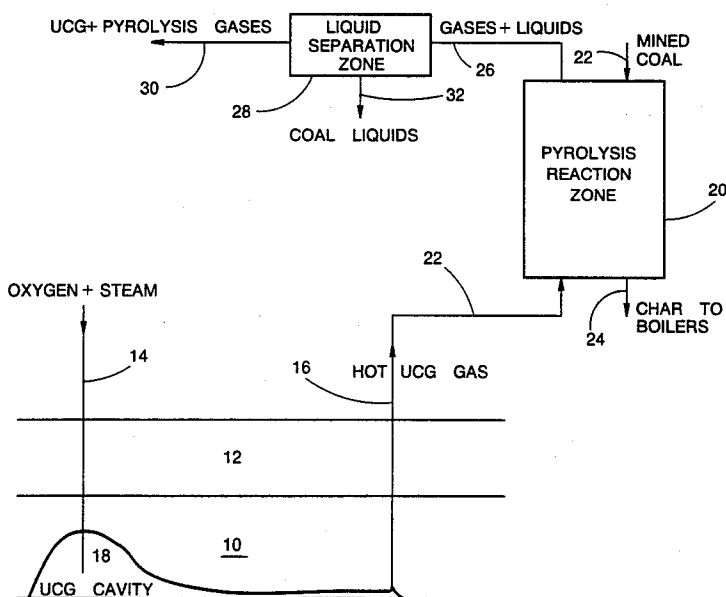 UCG+ PYROLYSIS GASES
30
LIQUID
SEPARATION
ZONE
28
32
COAL LIQUIDS
GASES+ LIQUIDS
26
22
MINED
COAL
PYROLYSIS
REACTION
ZONE
20
22
24
CHAR TO
BOILERS
OXYGEN + STEAM
14
16
HOT UCG GAS
12
10
18
UCG CAVITY